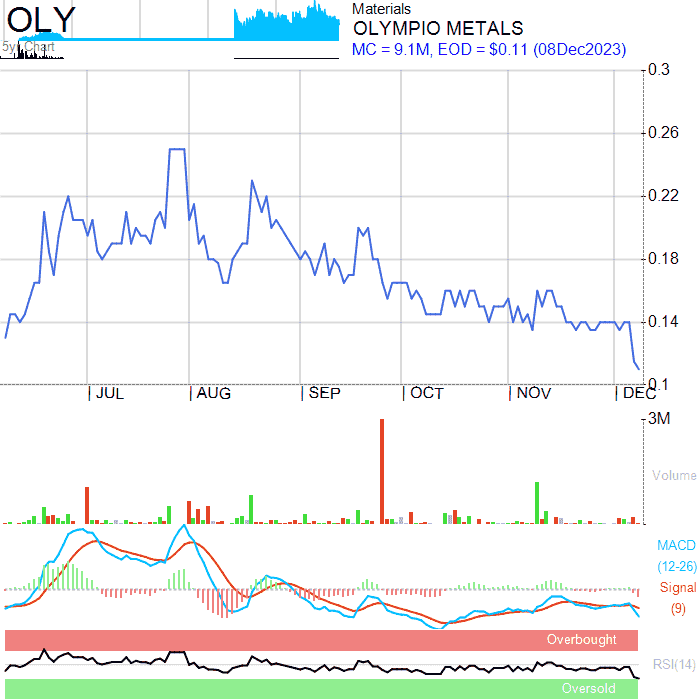 OLY
5yr Chart
Materials
OLYMPIO METALS
MC = 9.1M, EOD = $0.11 (08Dec2023)
0.3
0.26
0.22
0.18
0.14
0.1
JUL AUG SEP OCT NOV DEC
3M
Volume
MACD
(12-26)
Signal
(9)
Overbought
RSI(14)
Oversold